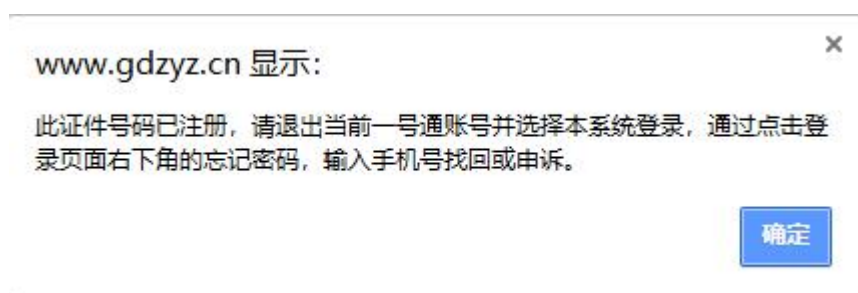 www.gdzyz.cn 显示:
此证件号码已注册，请退出当前一号通账号并选择本系统登录，通过点击登
录页面右下角的忘记密码，输入手机号找回或申诉。
确定